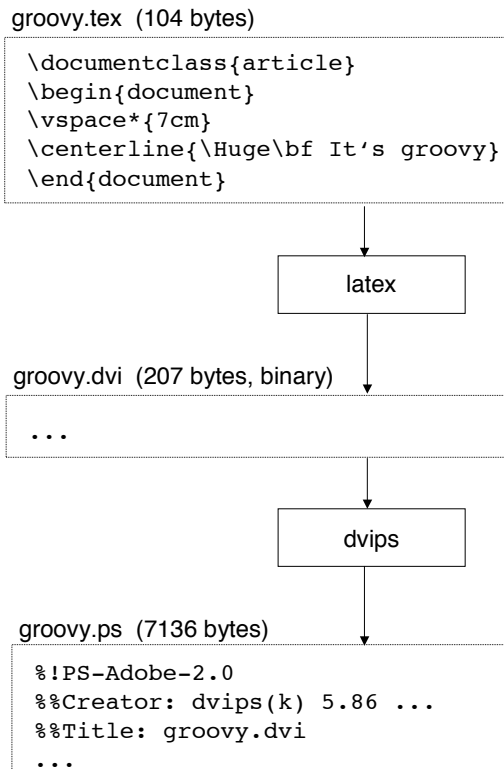 groovy.tex (104 bytes)
\documentclass{article}
\begin{document}
\vspace*{7cm}
\centerline{\Huge\bf It‘s groovy}
\end{document}
latex
groovy.dvi (207 bytes, binary)
...
dvips
groovy.ps (7136 bytes)
%!PS-Adobe-2.0
%%Creator: dvips(k) 5.86 ...
%%Title: groovy.dvi
...